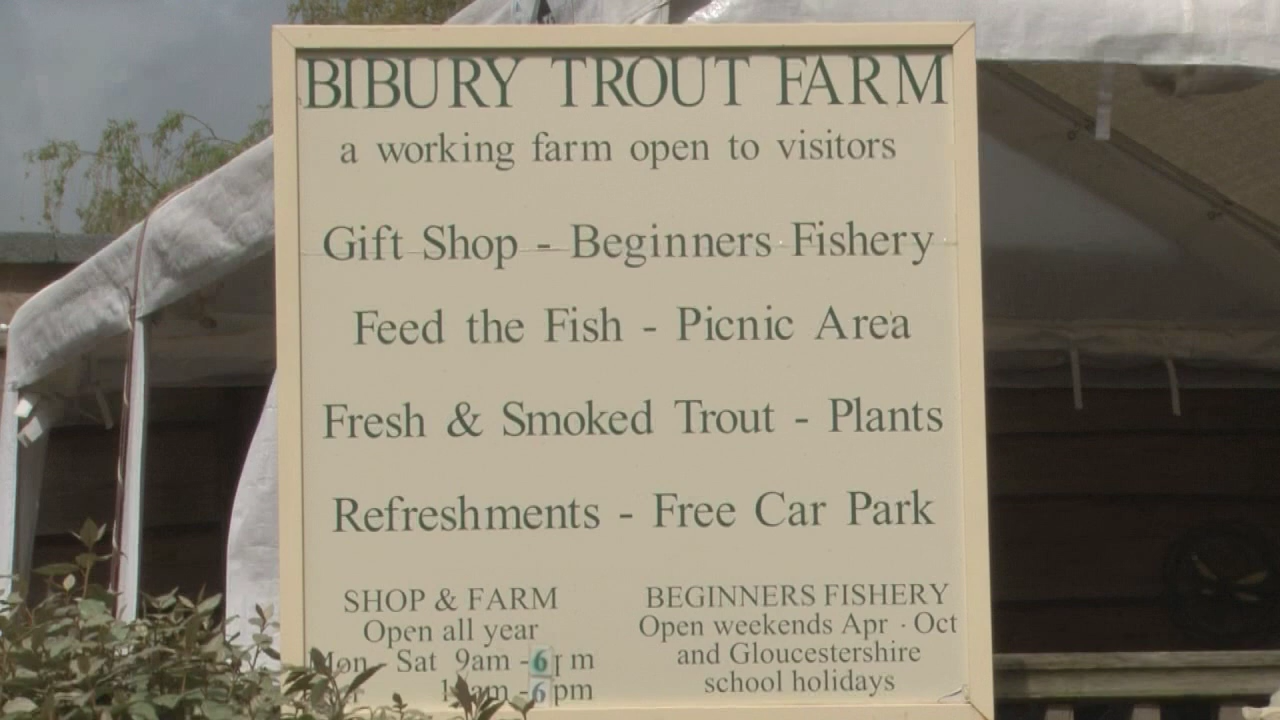 BIBURY TROUT FARM
a working farm open to visitors
Gift Shop - Beginners Fishery
Feed the Fish - Picnic Area
Fresh & Smoked Trout - Plants
Refreshments - Free Car Park
SHOP & FARM
Open all year
Mon Sat 9am - 6pm
- 6pm
BEGINNERS FISHERY
Open weekends Apr - Oct
and Gloucestershire
school holidays